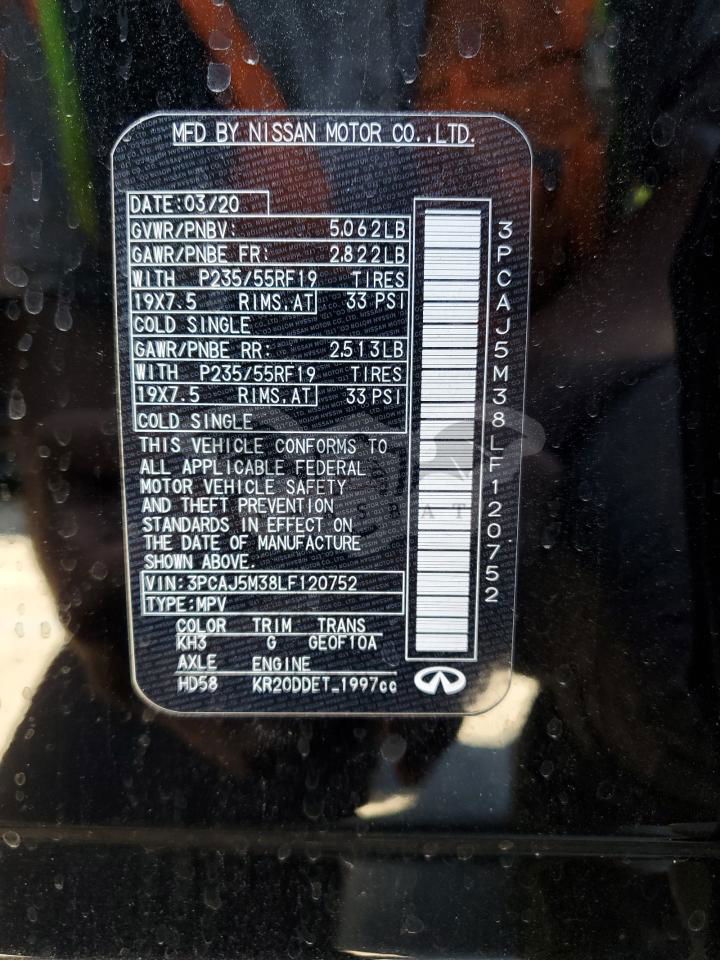 MFD BY NISSAN MOTOR CO.,LTD.
DATE:03/20
GVWR/PNBV: 5.062LB
GAWR/PNBE FR: 2.822LB
WITH P235/55RF19 TIRES
19X7.5 RIMS.AT 33 PSI
COLD SINGLE
GAWR/PNBE RR: 2.513LB
WITH P235/55RF19 TIRES
19X7.5 RIMS.AT 33 PSI
COLD SINGLE
THIS VEHICLE CONFORMS TO
ALL APPLICABLE FEDERAL
MOTOR VEHICLE SAFETY
AND THEFT PREVENTION
STANDARDS IN EFFECT ON
THE DATE OF MANUFACTURE
SHOWN ABOVE.
VIN:3PCAJ5M38LF120752
TYPE:MPV
COLOR TRIM TRANS
KH3 G GE0F10A
AXLE ENGINE
HD58 KR20DDET_1997cc
3PCAJ5M38LF120752